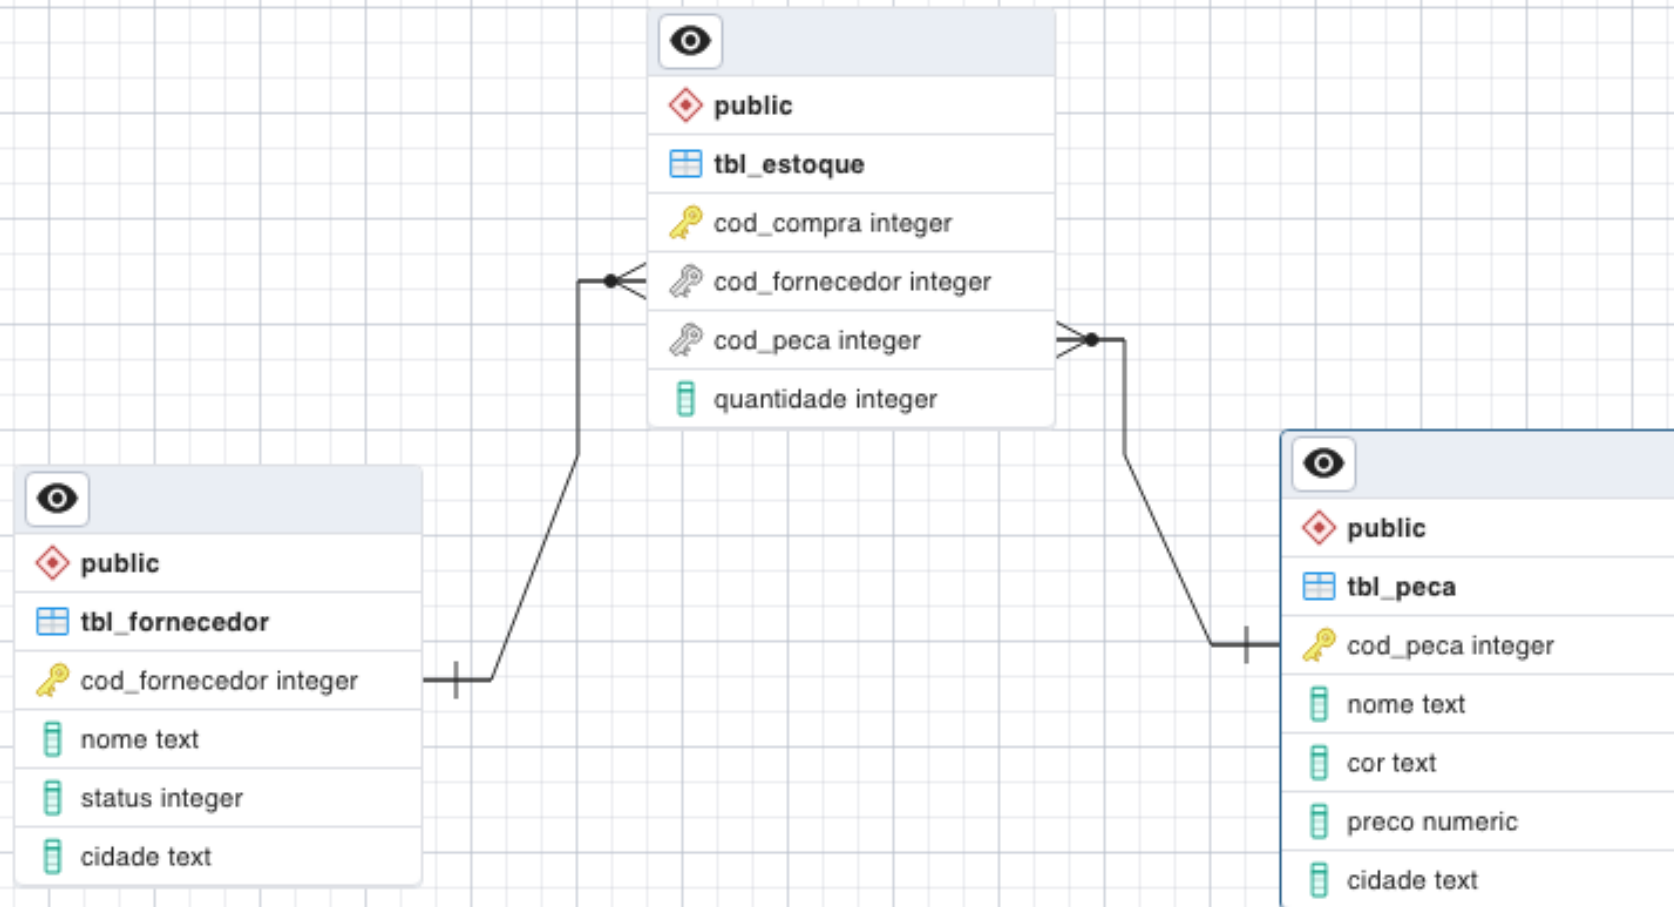 public
tbl_estoque
cod_compra integer
cod_fornecedor integer
cod_peca integer
quantidade integer
public
tbl_fornecedor
cod_fornecedor integer
nome text
status integer
cidade text
public
tbl_peca
cod_peca integer
nome text
cor text
preco numeric
cidade text